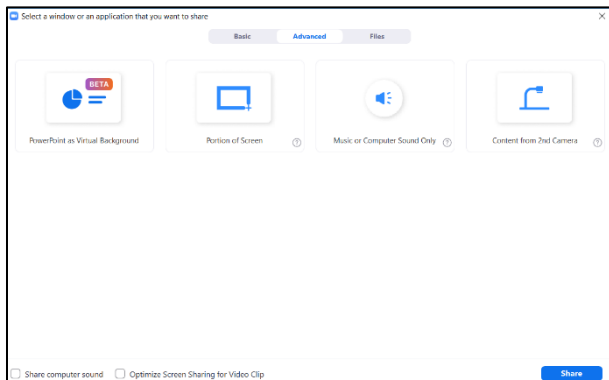 Select a window or an application that you want to share
Basic Advanced Files
BETA
PowerPoint as Virtual Background Portion of Screen Music or Computer Sound Only Content from 2nd Camera
Share computer sound Optimize Screen Sharing for Video Clip Share